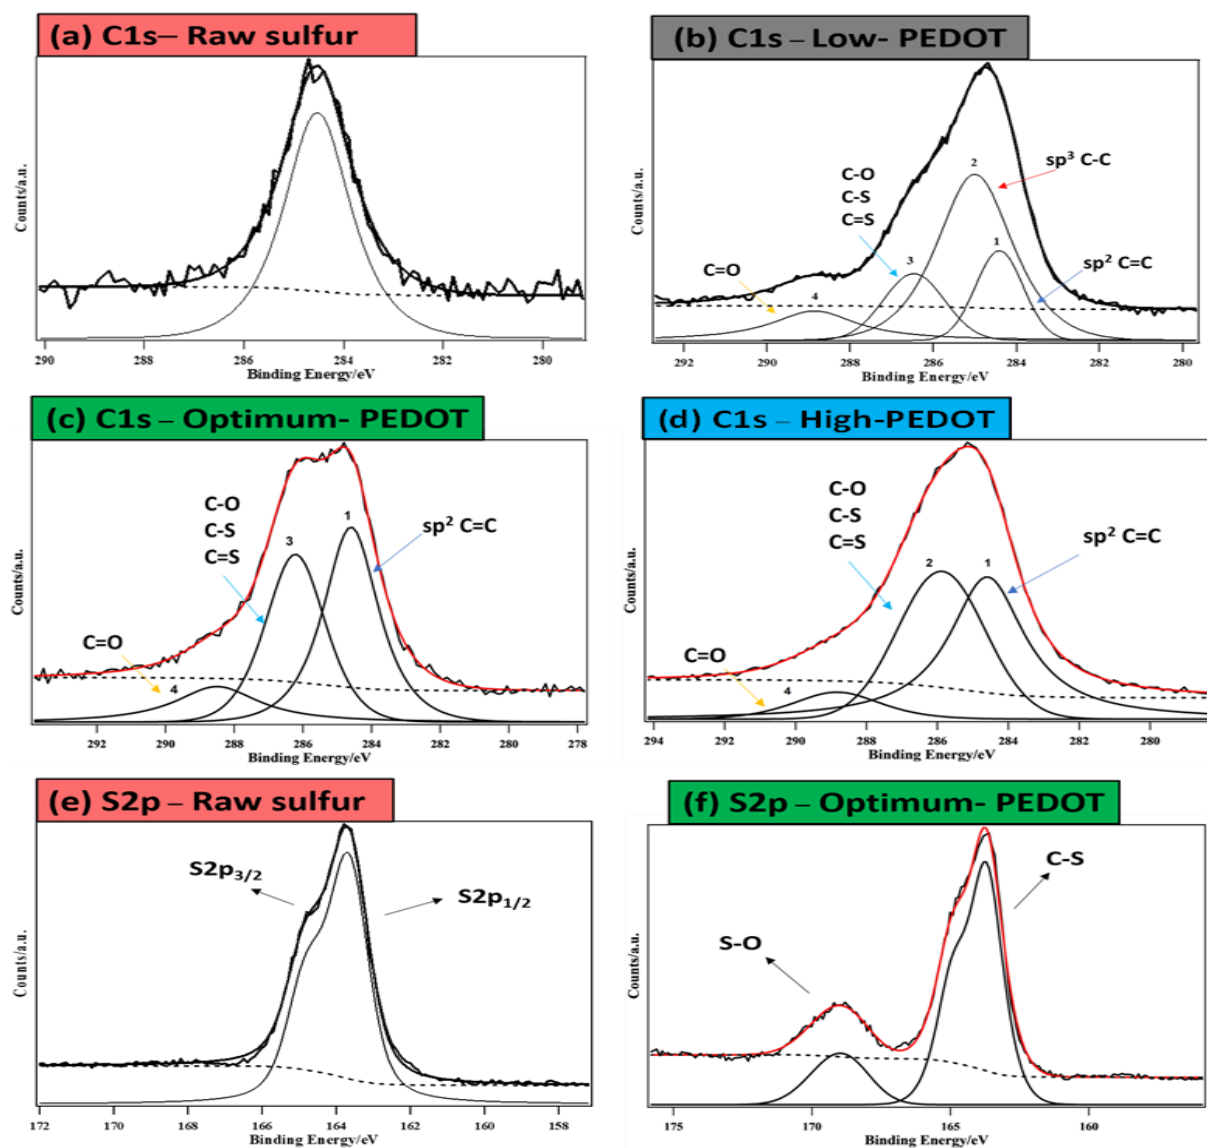 (a) C1s– Raw sulfur
Counts/a.u.
290 288 286 284 282 280
Binding Energy/eV
(b) C1s – Low- PEDOT
Counts/a.u.
C-O
C-S
C=S
C=O
sp³ C-C
sp² C=C
2
1
3
4
292 290 288 286 284 282 280
Binding Energy/eV
(c) C1s – Optimum- PEDOT
Counts/a.u.
C-O
C-S
C=S
C=O
sp² C=C
1
3
4
292 290 288 286 284 282 280 278
Binding Energy/eV
(d) C1s – High-PEDOT
Counts/a.u.
C-O
C-S
C=S
C=O
sp² C=C
2
1
4
294 292 290 288 286 284 282 280
Binding Energy/eV
(e) S2p – Raw sulfur
Counts/a.u.
S2p3/2
S2p1/2
172 170 168 166 164 162 160 158
Binding Energy/eV
(f) S2p – Optimum- PEDOT
Counts/a.u.
C-S
S-O
175 170 165 160
Binding Energy/eV